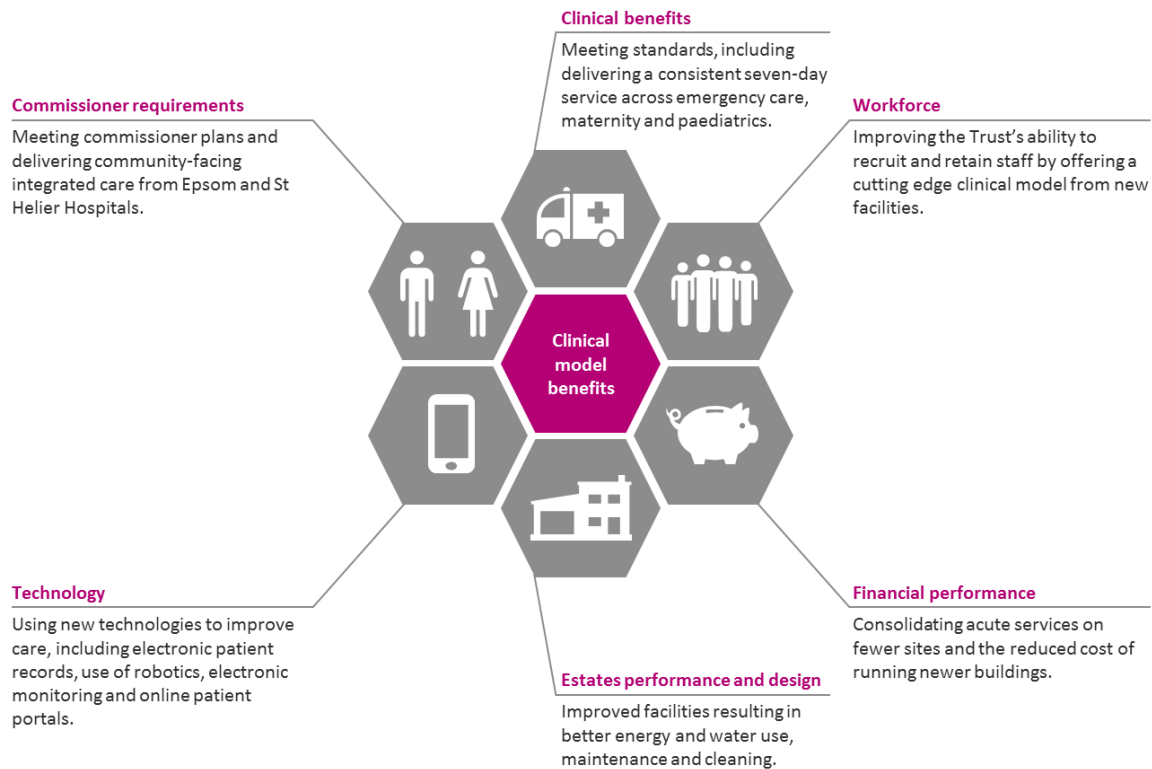 Clinical benefits
Meeting standards, including
delivering a consistent seven-day
service across emergency care,
maternity and paediatrics.
Commissioner requirements
Meeting commissioner plans and
delivering community-facing
integrated care from Epsom and St
Helier Hospitals.
Workforce
Improving the Trust's ability to
recruit and retain staff by offering a
cutting edge clinical model from new
facilities.
Clinical
model
benefits
Technology
Using new technologies to improve
care, including electronic patient
records, use of robotics, electronic
monitoring and online patient
portals.
Financial performance
Consolidating acute services on
fewer sites and the reduced cost of
running newer buildings.
Estates performance and design
Improved facilities resulting in
better energy and water use,
maintenance and cleaning.